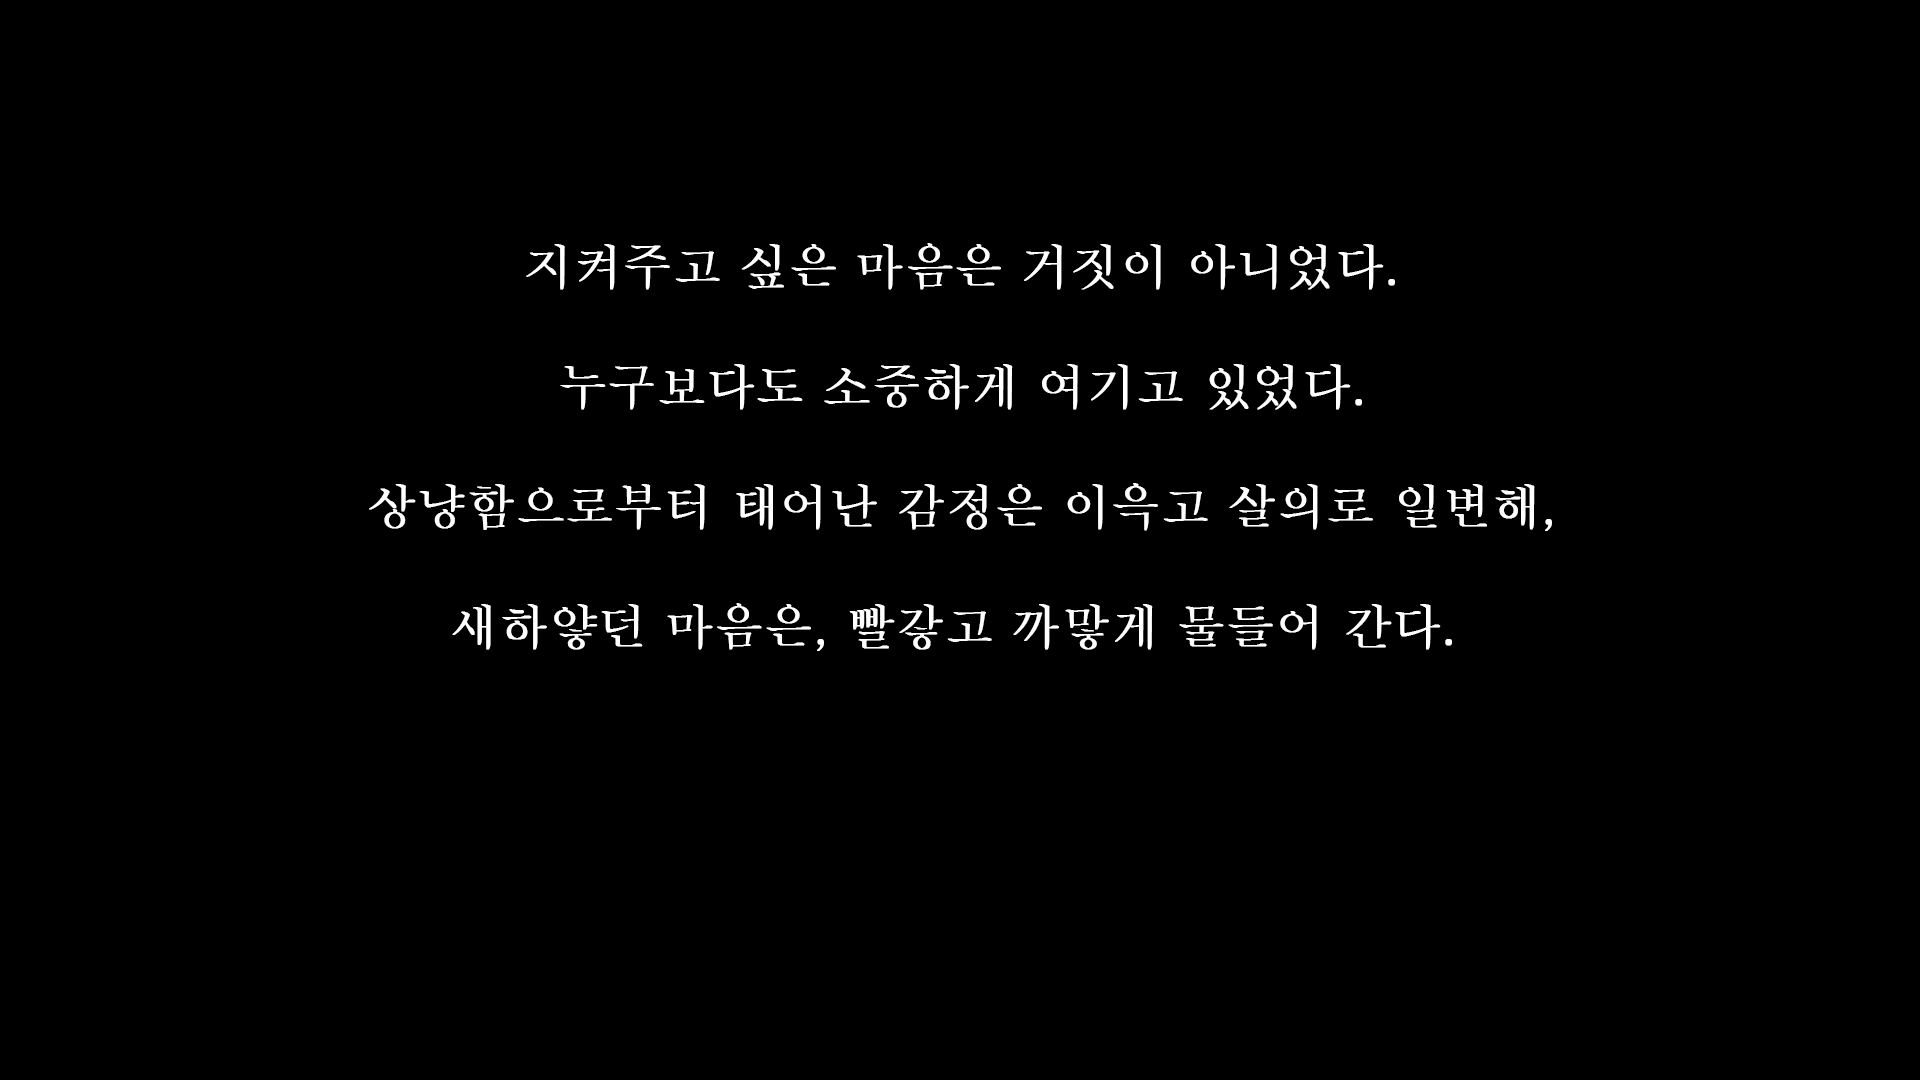 지켜주고 싶은 마음은 거짓이 아니었다.
누구보다도 소중하게 여기고 있었다.
상냥함으로부터 태어난 감정은 이윽고 살의로 일변해,
새하얗던 마음은, 빨갛고 까맣게 물들어 간다.